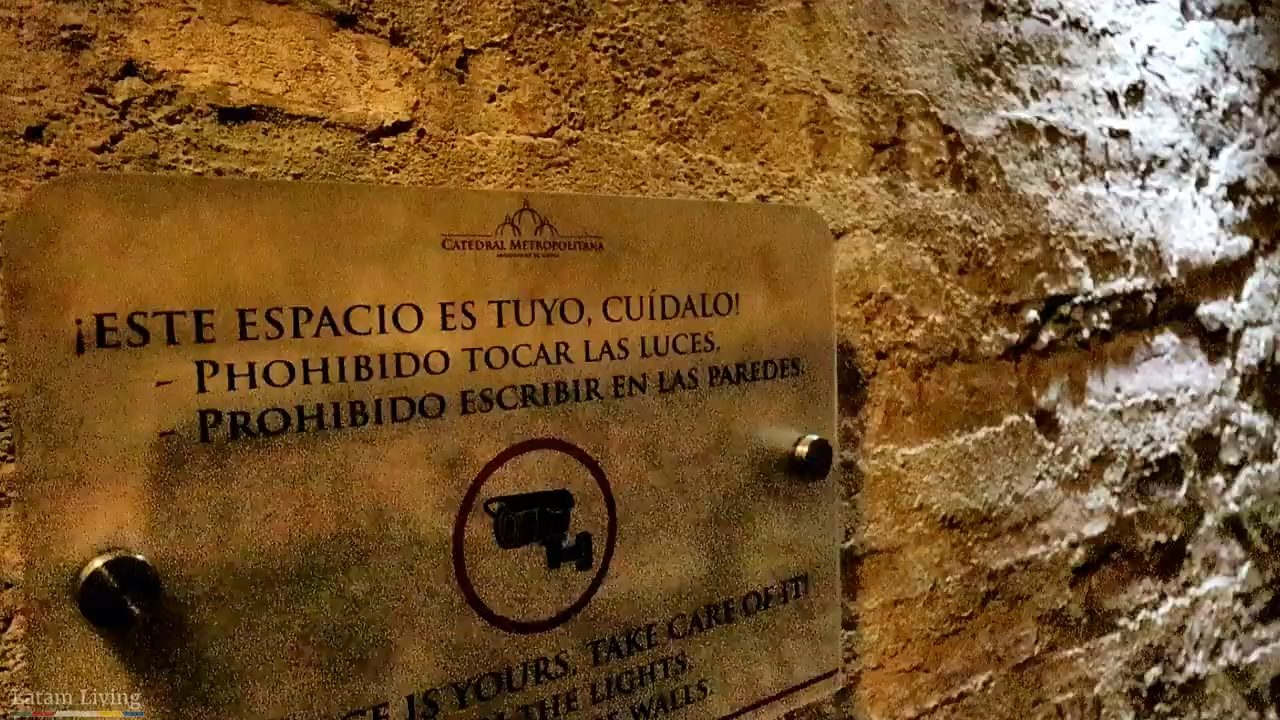 CATEDRAL METROPOLITANA
¡ESTE ESPACIO ES TUYO, CUÍDALO!
- PHOHIBIDO TOCAR LAS LUCES.
- PROHIBIDO ESCRIBIR EN LAS PAREDES.
IS YOURS, TAKE CARE OF IT!
THE LIGHTS.
WALLS
Latam Living